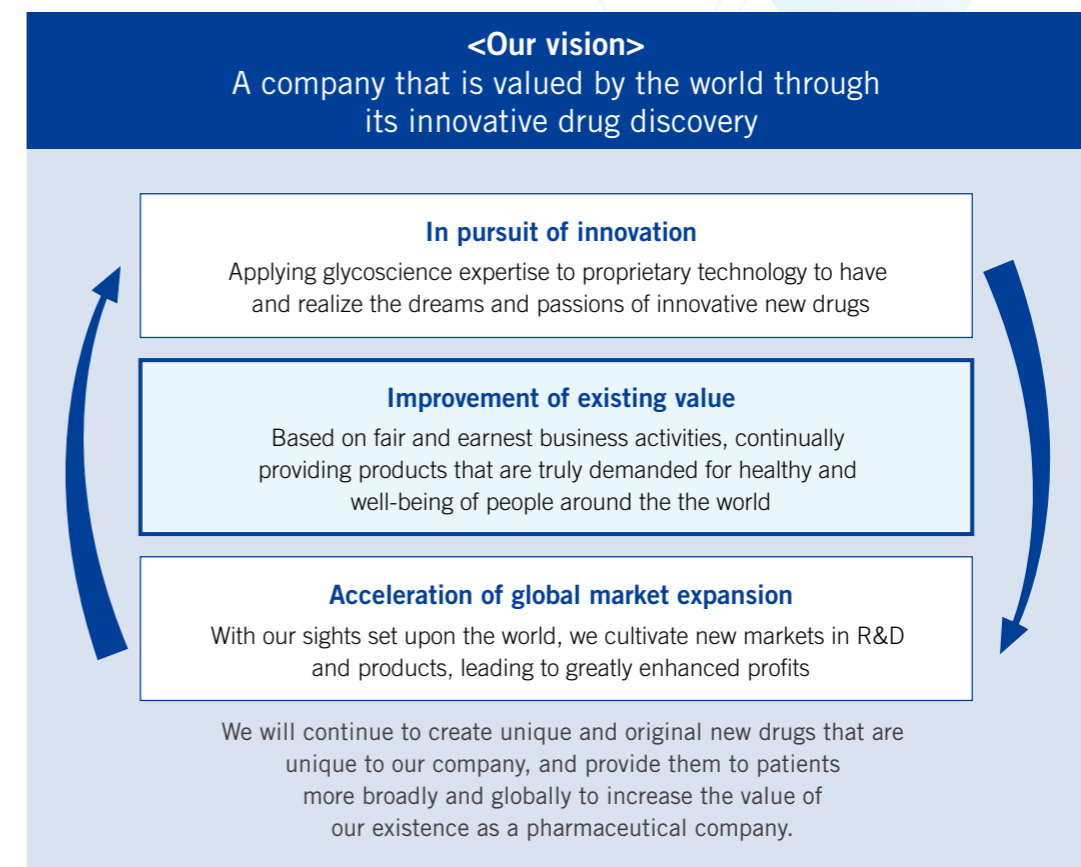 <Our vision>
A company that is valued by the world through
its innovative drug discovery
In pursuit of innovation
Applying glycoscience expertise to proprietary technology to have
and realize the dreams and passions of innovative new drugs
Improvement of existing value
Based on fair and earnest business activities, continually
providing products that are truly demanded for healthy and
well-being of people around the the world
Acceleration of global market expansion
With our sights set upon the world, we cultivate new markets in R&D
and products, leading to greatly enhanced profits
We will continue to create unique and original new drugs that are
unique to our company, and provide them to patients
more broadly and globally to increase the value of
our existence as a pharmaceutical company.